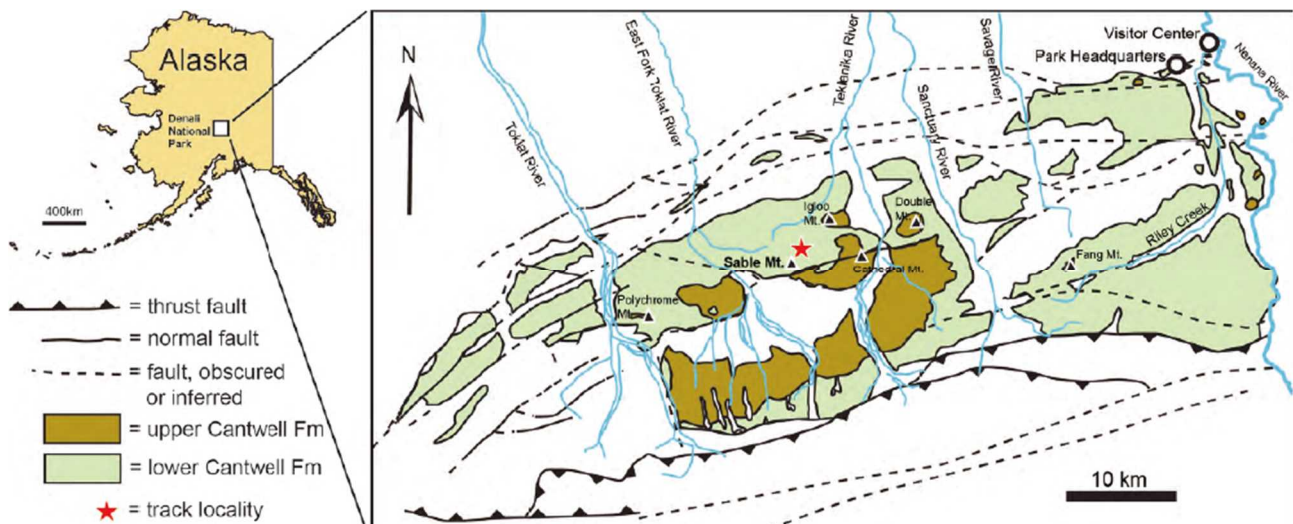 Alaska
Denali
National
Park
400km
= thrust fault
= normal fault
= fault, obscured
or inferred
= upper Cantwell Fm
= lower Cantwell Fm
= track locality
N
Toklat River
East Fork Toklat River
Teklanika River
Sanctuary River
Savage River
Visitor Center
Park Headquarters
Nenana River
Igloo
Mt.
Double
Mt.
Sable Mt.
Cathedral Mt.
Polychrome
Mt.
Fang Mt.
Riley Creek
10 km